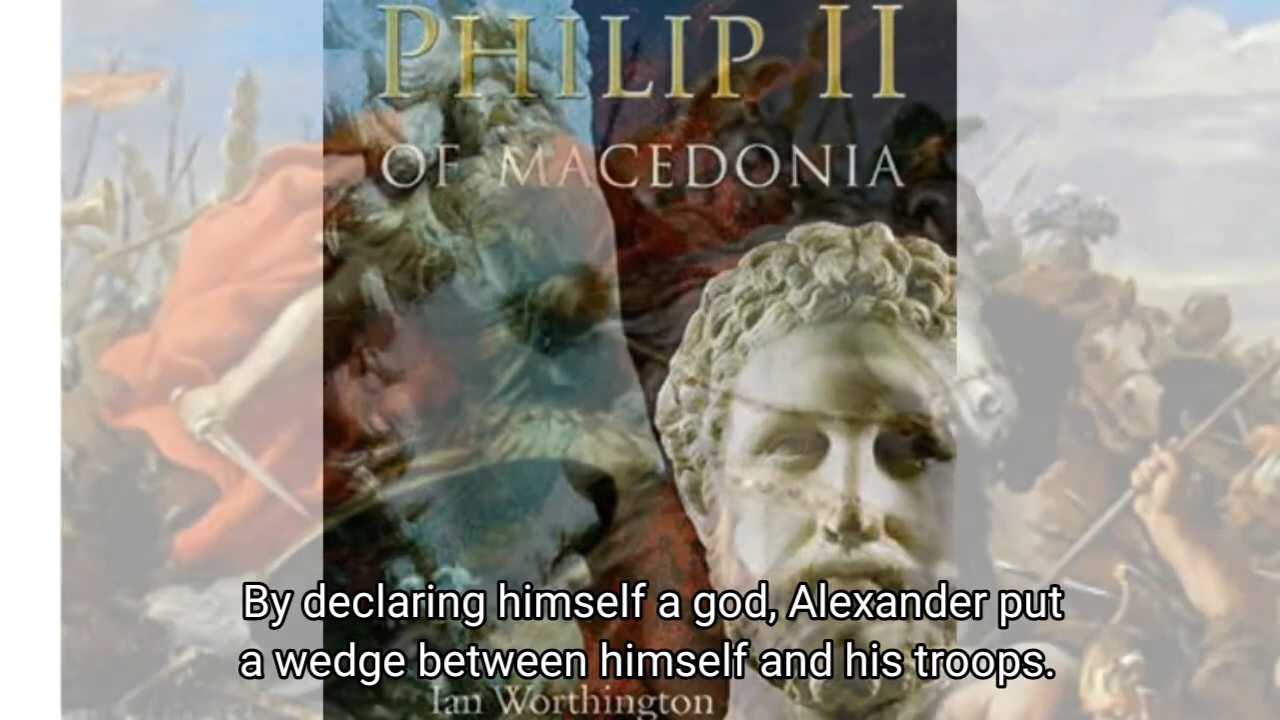 PHILIP II
OF MACEDONIA
By declaring himself a god, Alexander put
a wedge between himself and his troops.
Ian Worthington